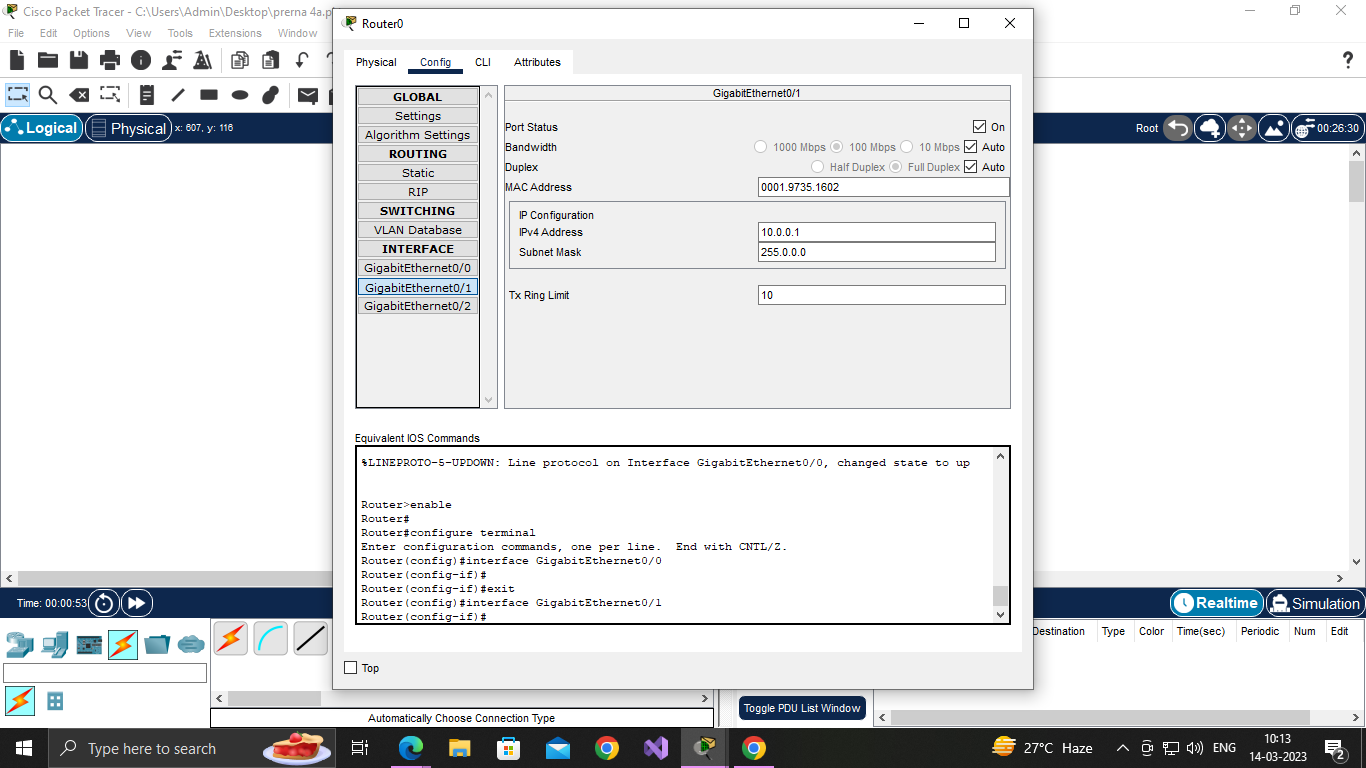 Cisco Packet Tracer - C:\Users\Admin\Desktop\prerna 4a.p
File Edit Options View Tools Extensions Window
Router0
Physical Config CLI Attributes
?
Logical Physical x: 607, y: 116
Root 00:26:30
GLOBAL
Settings
Algorithm Settings
ROUTING
Static
RIP
SWITCHING
VLAN Database
INTERFACE
GigabitEthernet0/0
GigabitEthernet0/1
GigabitEthernet0/2
GigabitEthernet0/1
Port Status On
Bandwidth 1000 Mbps 100 Mbps 10 Mbps Auto
Duplex Half Duplex Full Duplex Auto
MAC Address 0001.9735.1602
IP Configuration
IPv4 Address 10.0.0.1
Subnet Mask 255.0.0.0
Tx Ring Limit 10
Equivalent IOS Commands
%LINEPROTO-5-UPDOWN: Line protocol on Interface GigabitEthernet0/0, changed state to up
Router>enable
Router#
Router#configure terminal
Enter configuration commands, one per line. End with CNTL/Z.
Router(config)#interface GigabitEthernet0/0
Router(config-if)#
Router(config-if)#exit
Router(config)#interface GigabitEthernet0/1
Router(config-if)#
Top
Time: 00:00:53
Realtime Simulation
Destination Type Color Time(sec) Periodic Num Edit
Automatically Choose Connection Type
Toggle PDU List Window
Type here to search
27°C Haze
ENG
10:13
14-03-2023
2